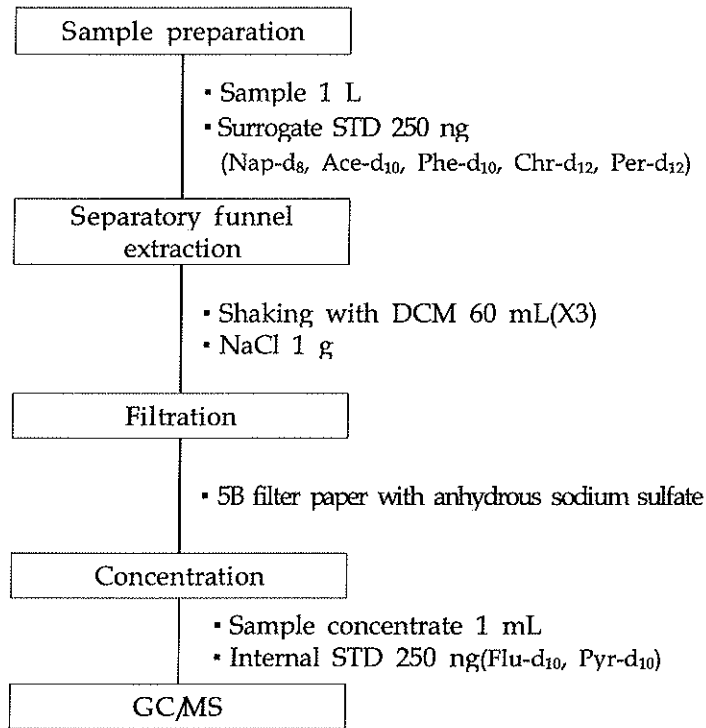 Sample preparation
▪ Sample 1 L
▪ Surrogate STD 250 ng
(Nap-d₈, Ace-d₁₀, Phe-d₁₀, Chr-d₁₂, Per-d₁₂)
Separatory funnel
extraction
▪ Shaking with DCM 60 mL(X3)
▪ NaCl 1 g
Filtration
▪ 5B filter paper with anhydrous sodium sulfate
Concentration
▪ Sample concentrate 1 mL
▪ Internal STD 250 ng(Flu-d₁₀, Pyr-d₁₀)
GC/MS